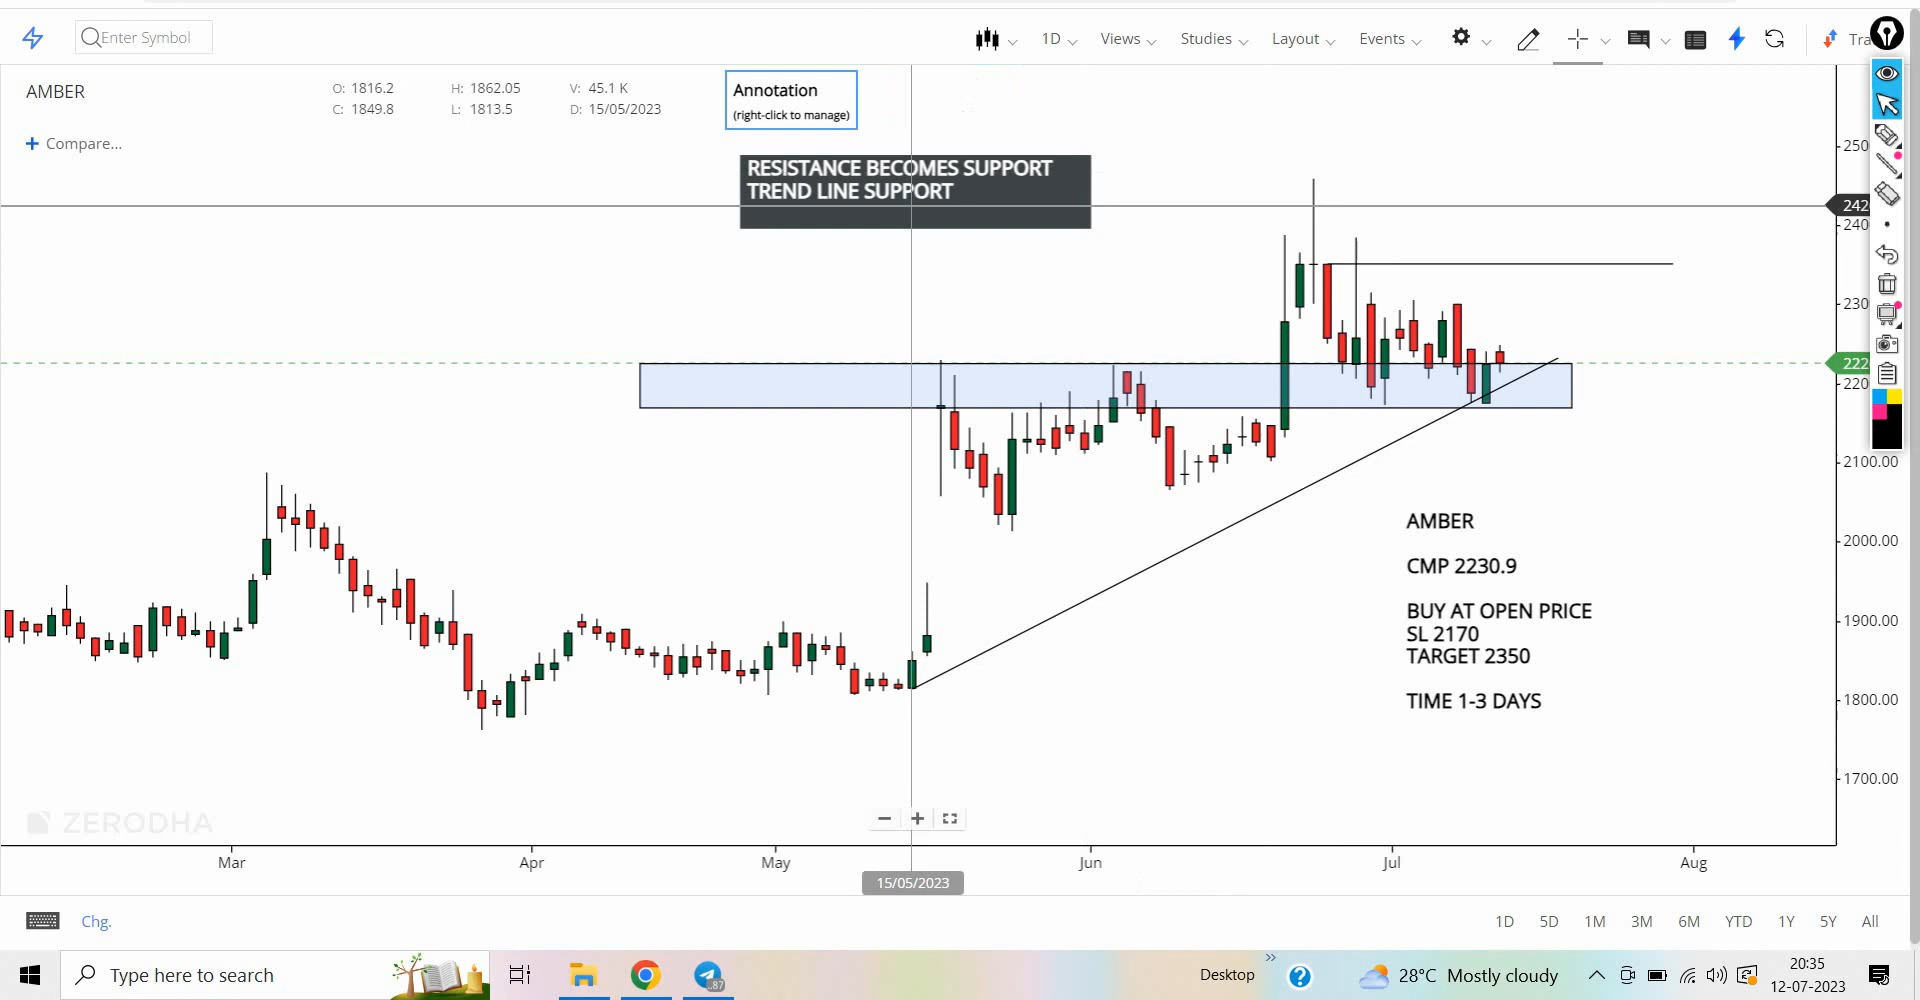 Enter Symbol
1D
Views
Studies
Layout
Events
Tra
AMBER
O: 1816.2
H: 1862.05
V: 45.1 K
C: 1849.8
L: 1813.5
D: 15/05/2023
Annotation
(right-click to manage)
+ Compare...
RESISTANCE BECOMES SUPPORT
TREND LINE SUPPORT
250
242
240
230
222
220
2100.00
2000.00
1900.00
1800.00
1700.00
AMBER
CMP 2230.9
BUY AT OPEN PRICE
SL 2170
TARGET 2350
TIME 1-3 DAYS
ZERODHA
Mar
Apr
May
Jun
Jul
Aug
15/05/2023
Chg.
1D
5D
1M
3M
6M
YTD
1Y
5Y
All
Type here to search
..87
Desktop
28°C Mostly cloudy
20:35
12-07-2023